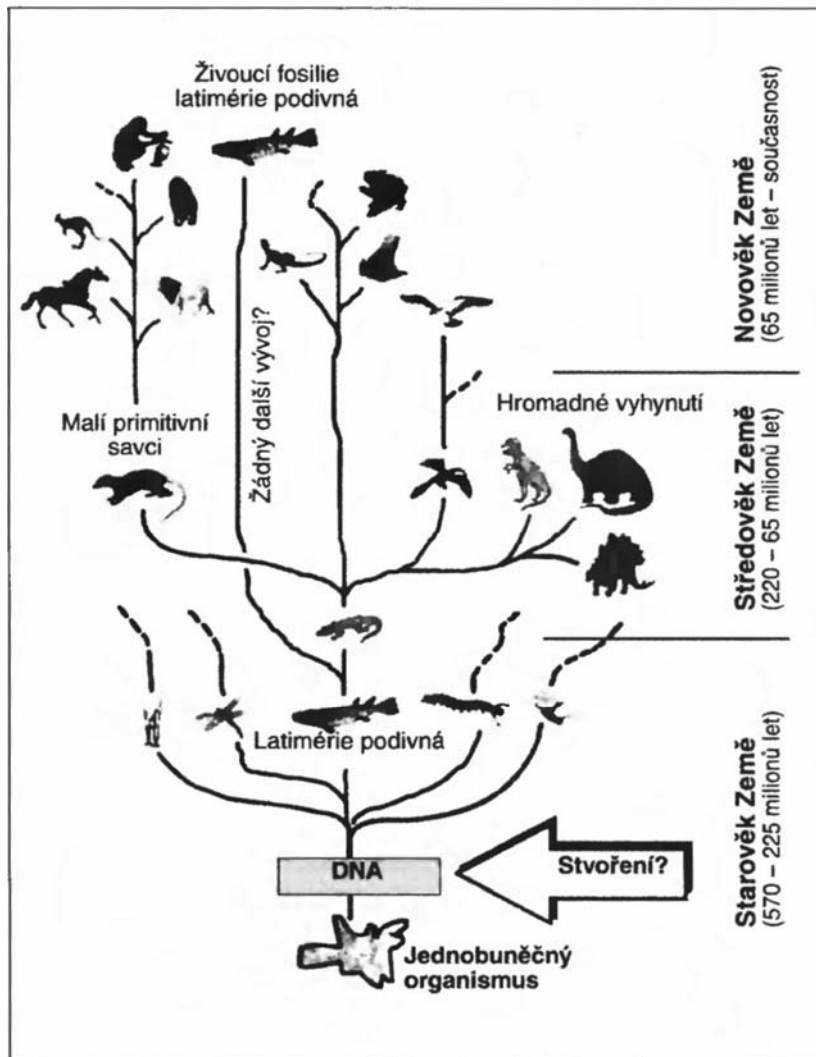 Živoucí fosilie
latimérie podivná
Novověk Země
(65 milionů let – současnost)
Žádný další vývoj?
Malí primitivní
savci
Hromadné vyhynutí
Středověk Země
(220 – 65 milionů let)
Latimérie podivná
Starověk Země
(570 – 225 milionů let)
DNA
Stvoření?
Jednobuněčný
organismus